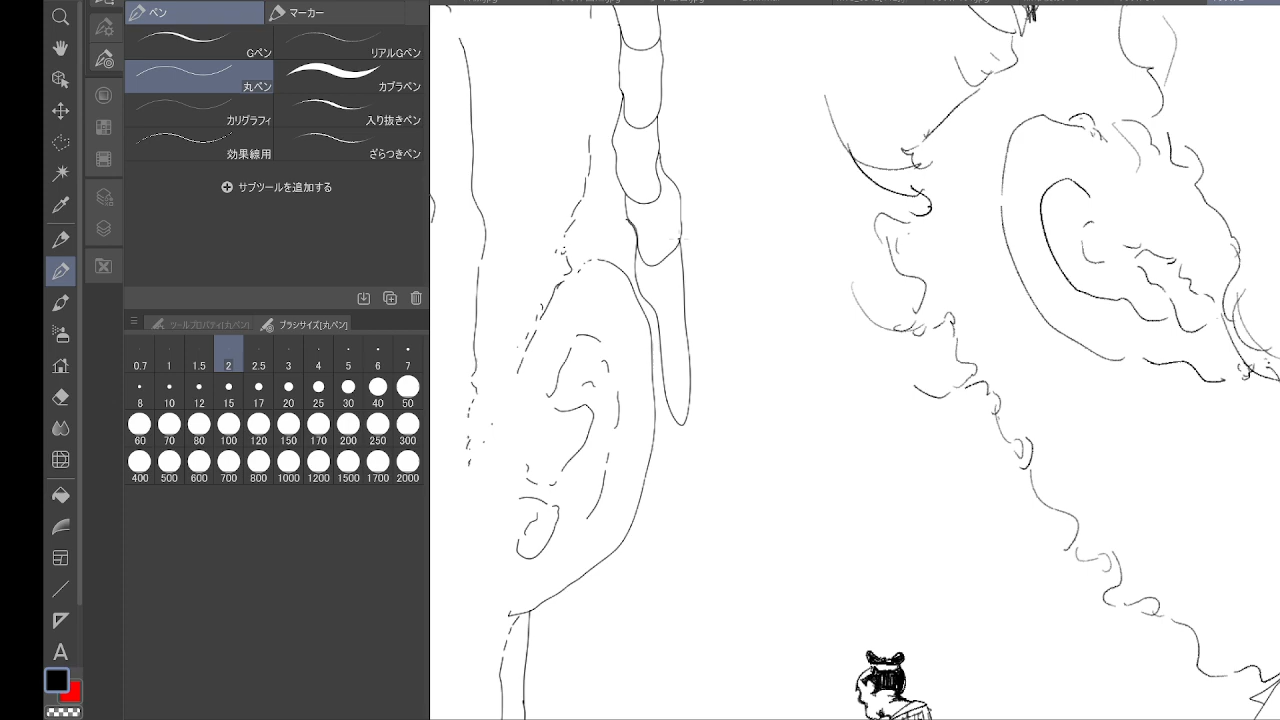 ペン マーカー
Gペン リアルGペン
丸ペン カブラペン
カリグラフィ 入り抜きペン
効果線用 ざらつきペン
サブツールを追加する
ツールプロパティ[丸ペン] ブラシサイズ[丸ペン]
0.7 1 1.5 2 2.5 3 4 5 6 7
8 10 12 15 17 20 25 30 40 50
60 70 80 100 120 150 170 200 250 300
400 500 600 700 800 1000 1200 1500 1700 2000
A